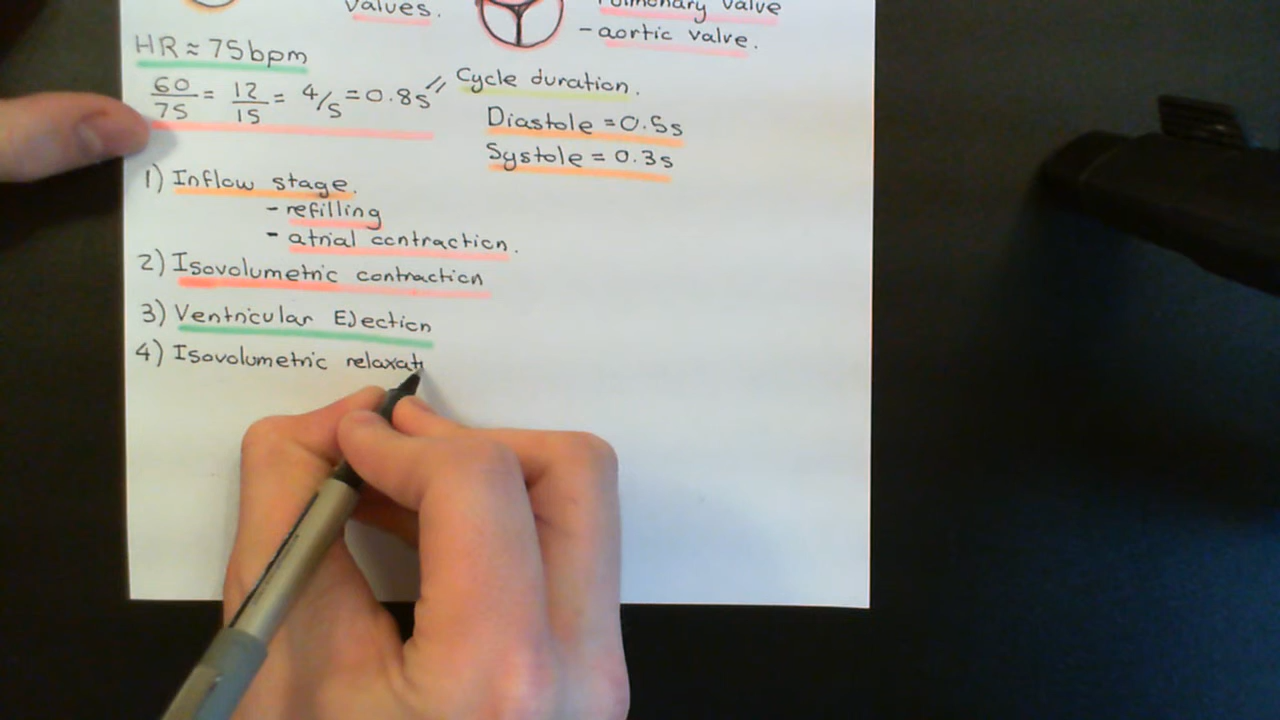 values.
Pulmonary valve
- aortic valve.
HR ≈ 75bpm
60/75 = 12/15 = 4/5 = 0.8s
Cycle duration.
Diastole = 0.5s
Systole = 0.3s
1) Inflow stage.
- refilling
- atrial contraction.
2) Isovolumetric contraction
3) Ventricular Ejection
4) Isovolumetric relaxati